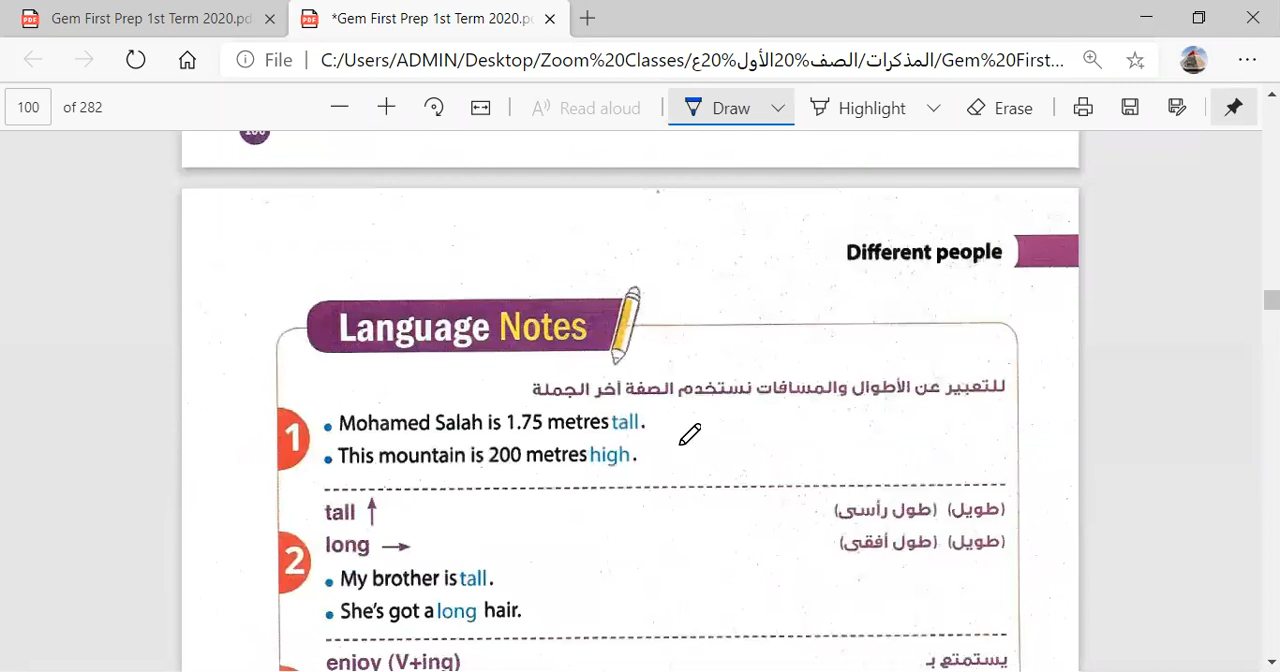 Gem First Prep 1st Term 2020.pd
*Gem First Prep 1st Term 2020.p
File
C:/Users/ADMIN/Desktop/Zoom%20Classes/المذكرات/الصف%20الأول%20ع/Gem%20First...
100 of 282
Read aloud
Draw
Highlight
Erase
Different people
Language Notes
للتعبير عن الأطوال والمسافات نستخدم الصفة آخر الجملة
1
• Mohamed Salah is 1.75 metres tall.
• This mountain is 200 metres high.
tall ↑ (طويل) (طول رأسى)
2
long → (طويل) (طول أفقى)
• My brother is tall.
• She's got a long hair.
enjoy (V+ing) يستمتع بـ